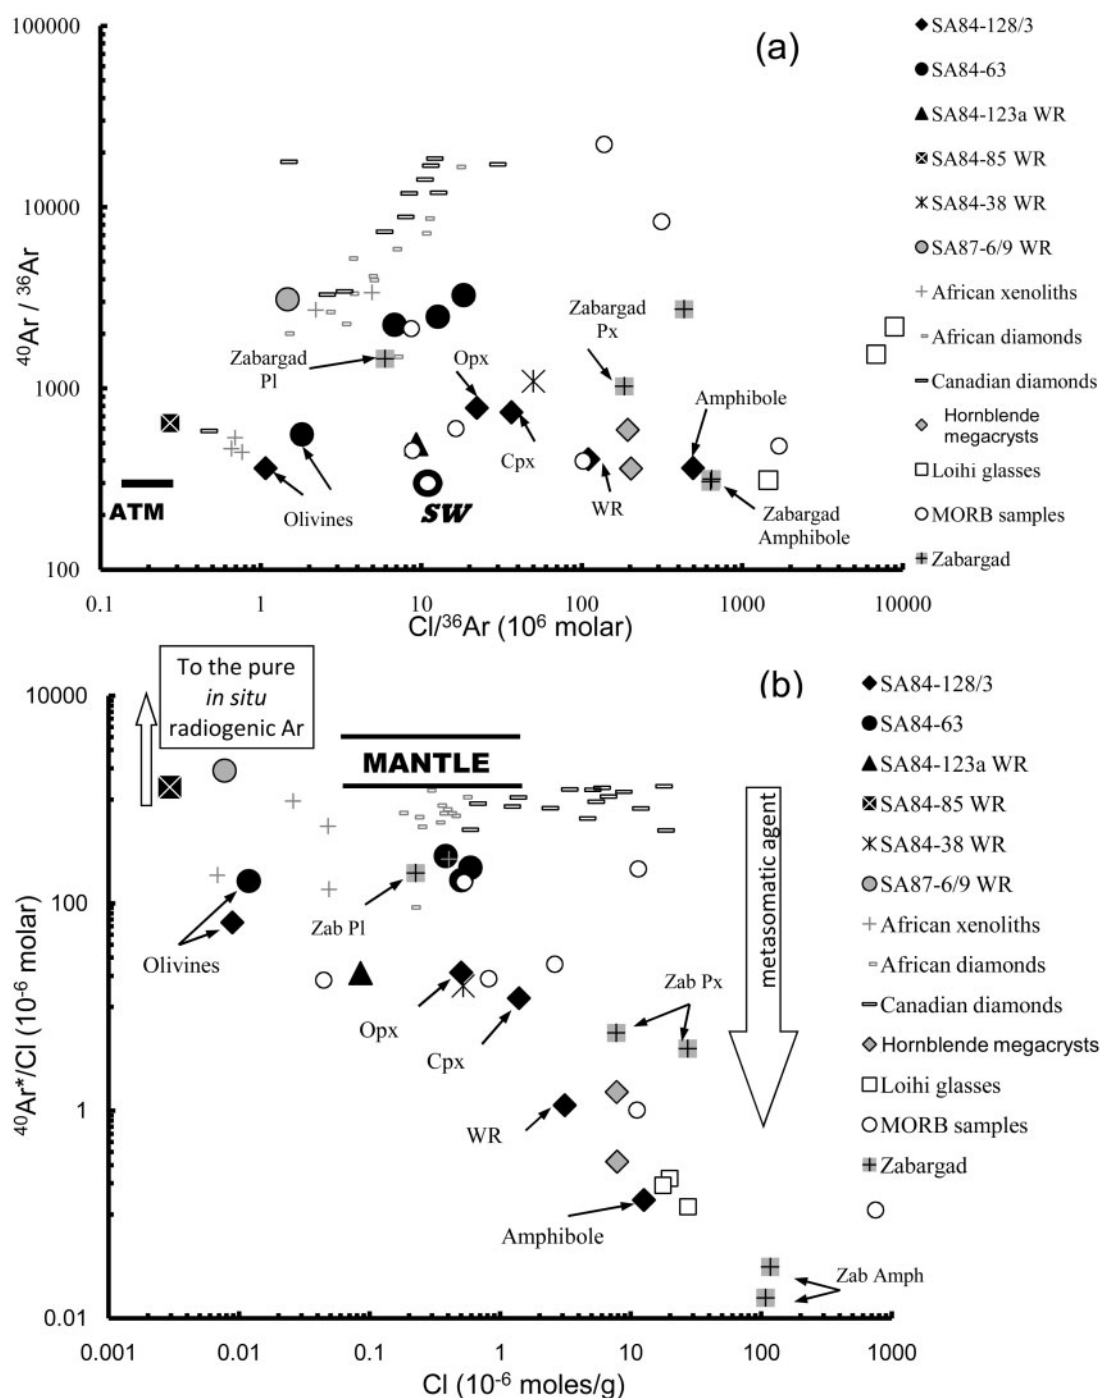 (a)
100000
10000
1000
100
⁴⁰Ar / ³⁶Ar
0.1
1
10
100
1000
10000
Cl/³⁶Ar (10⁶ molar)
Zabargad
Pl
Opx
Cpx
Zabargad
Px
Amphibole
WR
Olivines
Zabargad
Amphibole
ATM
SW
SA84-128/3
SA84-63
SA84-123a WR
SA84-85 WR
SA84-38 WR
SA87-6/9 WR
African xenoliths
African diamonds
Canadian diamonds
Hornblende
megacrysts
Loihi glasses
MORB samples
Zabargad
To the pure
in situ
radiogenic Ar
(b)
10000
100
1
0.01
⁴⁰Ar*/Cl (10⁻⁶ molar)
0.001
0.01
0.1
1
10
100
1000
Cl (10⁻⁶ moles/g)
MANTLE
metasomatic agent
Zab Pl
Olivines
Opx
Cpx
Zab Px
WR
Amphibole
Zab Amph
SA84-128/3
SA84-63
SA84-123a WR
SA84-85 WR
SA84-38 WR
SA87-6/9 WR
African xenoliths
African diamonds
Canadian diamonds
Hornblende megacrysts
Loihi glasses
MORB samples
Zabargad